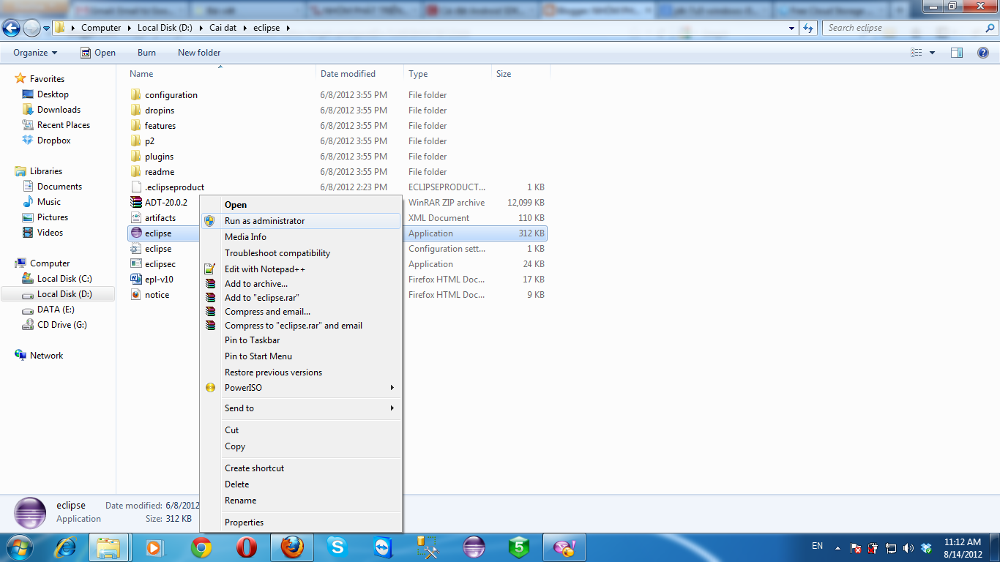 Computer Local Disk (D:) Cai dat eclipse
Search eclipse
Organize Open Burn New folder
Name Date modified Type Size
Favorites
Desktop
Downloads
Recent Places
Dropbox
Libraries
Documents
Music
Pictures
Videos
Computer
Local Disk (C:)
Local Disk (D:)
DATA (E:)
CD Drive (G:)
Network
configuration 6/8/2012 3:55 PM File folder
dropins 6/8/2012 3:55 PM File folder
features 6/8/2012 3:55 PM File folder
p2 6/8/2012 3:55 PM File folder
plugins 6/8/2012 3:55 PM File folder
readme 6/8/2012 3:55 PM File folder
.eclipseproduct 6/8/2012 2:23 PM ECLIPSEPRODUCT... 1 KB
ADT-20.0.2 WinRAR ZIP archive 12,099 KB
artifacts XML Document 110 KB
eclipse Application 312 KB
eclipse Configuration sett... 1 KB
eclipsec Application 24 KB
epl-v10 Firefox HTML Doc... 17 KB
notice Firefox HTML Doc... 9 KB
Open
Run as administrator
Media Info
Troubleshoot compatibility
Edit with Notepad++
Add to archive...
Add to "eclipse.rar"
Compress and email...
Compress to "eclipse.rar" and email
Pin to Taskbar
Pin to Start Menu
Restore previous versions
PowerISO
Send to
Cut
Copy
Create shortcut
Delete
Rename
Properties
eclipse Date modified: 6/8/2012
Application Size: 312 KB
5
EN
11:12 AM
8/14/2012